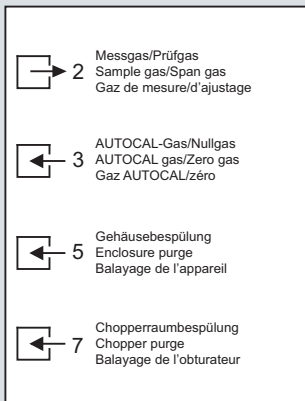 2
Messgas/Prüfgas
Sample gas/Span gas
Gaz de mesure/d'ajustage
3
AUTOCAL-Gas/Nullgas
AUTOCAL gas/Zero gas
Gaz AUTOCAL/zéro
5
Gehäusebespülung
Enclosure purge
Balayage de l'appareil
7
Chopperraumbespülung
Chopper purge
Balayage de l'obturateur